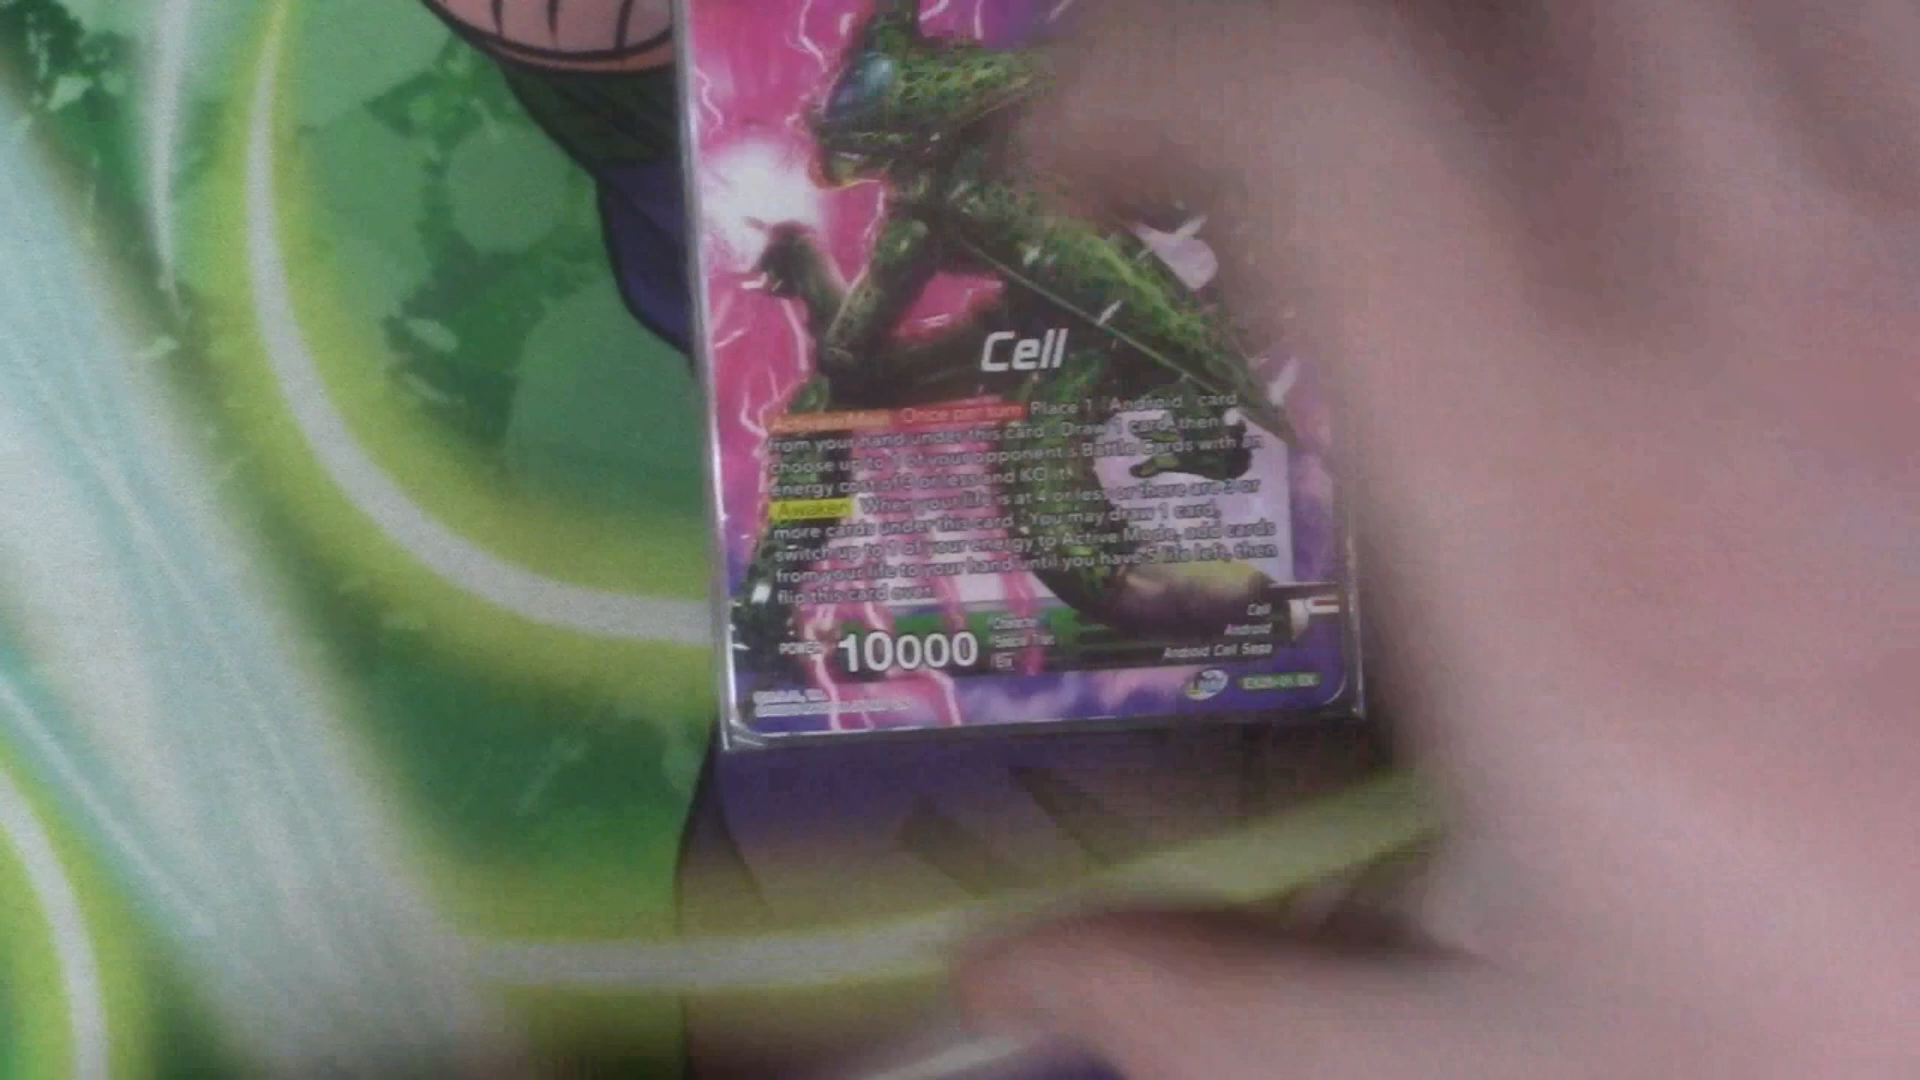 Cell
Once per turn Place 1 Android card
from your hand under this card Draw 1 card, then
choose up to 1 of your opponent's Battle Cards with an
energy cost of 3 or less and KO it
Awaken When your life is at 4 or less or there are 3 or
more cards under this card You may draw 1 card,
switch up to 1 of your energy to Active Mode, add cards
from your life to your hand until you have life left, then
flip this card over.
POWER 10000
Character
Special Trait
Era
Cell
Android
Android Cell Saga